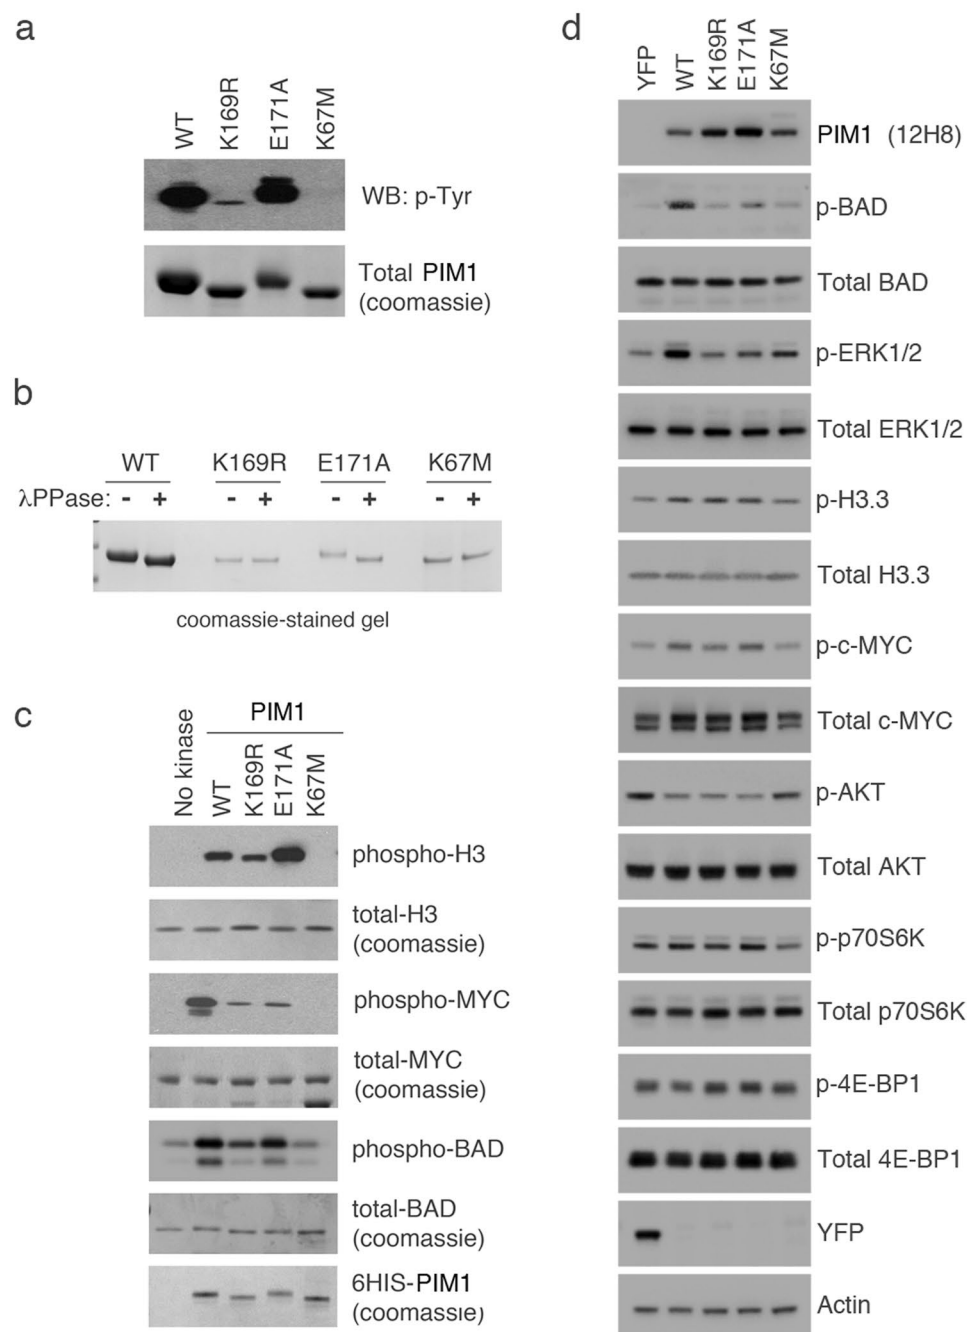 a
WT
K169R
E171A
K67M
WB: p-Tyr
Total PIM1
(coomassie)
b
WT K169R E171A K67M
λPPase: - + - + - + - +
coomassie-stained gel
c
PIM1
No kinase
WT
K169R
E171A
K67M
phospho-H3
total-H3
(coomassie)
phospho-MYC
total-MYC
(coomassie)
phospho-BAD
total-BAD
(coomassie)
6HIS-PIM1
(coomassie)
d
YFP
WT
K169R
E171A
K67M
PIM1 (12H8)
p-BAD
Total BAD
p-ERK1/2
Total ERK1/2
p-H3.3
Total H3.3
p-c-MYC
Total c-MYC
p-AKT
Total AKT
p-p70S6K
Total p70S6K
p-4E-BP1
Total 4E-BP1
YFP
Actin